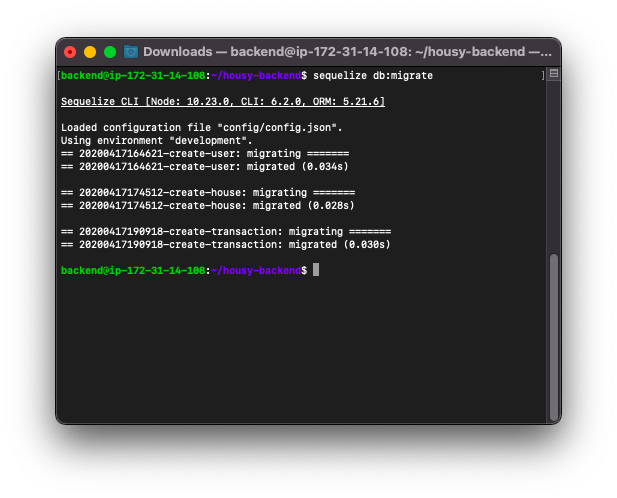 Downloads — backend@ip-172-31-14-108: ~/housy-backend —...
[backend@ip-172-31-14-108:~/housy-backend$ sequelize db:migrate ]
Sequelize CLI [Node: 10.23.0, CLI: 6.2.0, ORM: 5.21.6]
Loaded configuration file "config/config.json".
Using environment "development".
== 20200417164621-create-user: migrating =======
== 20200417164621-create-user: migrated (0.034s)
== 20200417174512-create-house: migrating =======
== 20200417174512-create-house: migrated (0.028s)
== 20200417190918-create-transaction: migrating =======
== 20200417190918-create-transaction: migrated (0.030s)
backend@ip-172-31-14-108:~/housy-backend$